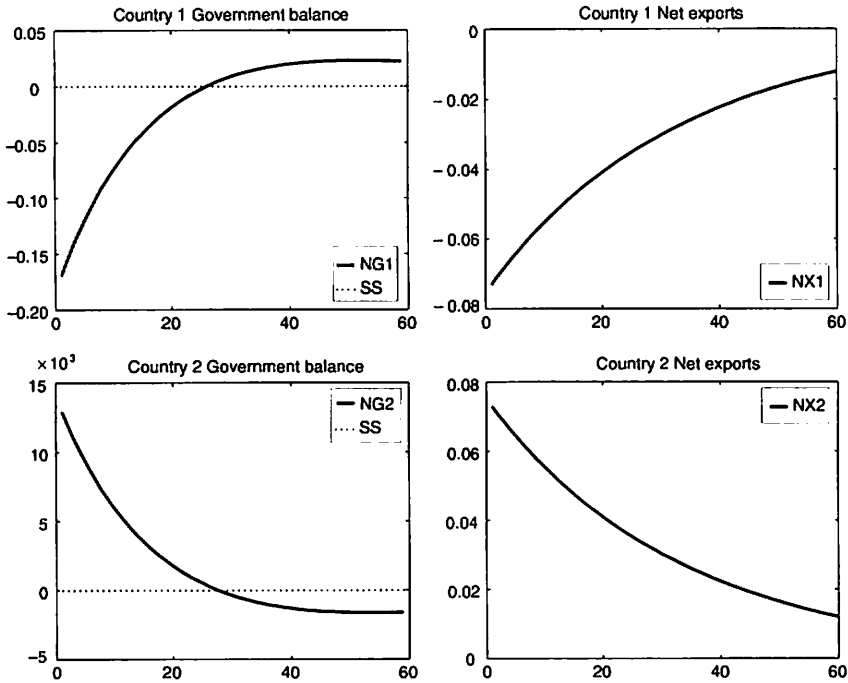 Country 1 Government balance
0.05
0
−0.05
−0.10
−0.15
−0.20
NG1
SS
0 20 40 60
Country 1 Net exports
0
−0.02
−0.04
−0.06
−0.08
NX1
0 20 40 60
×10³
Country 2 Government balance
15
10
5
0
−5
NG2
SS
0 20 40 60
Country 2 Net exports
0.08
0.06
0.04
0.02
0
NX2
0 20 40 60